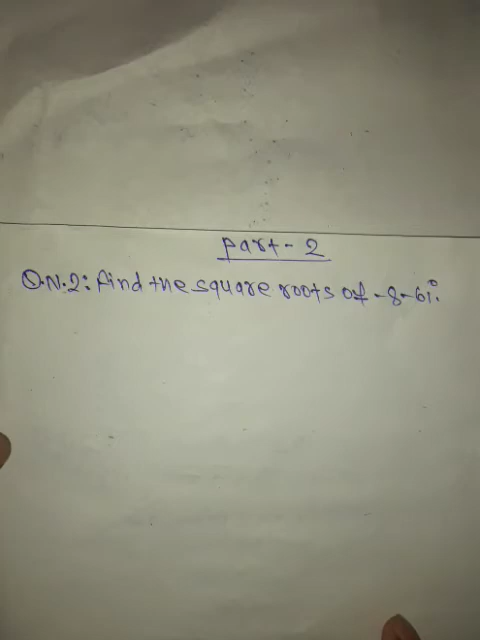 Part-2
Q.N.2: Find the square roots of -8-6i.